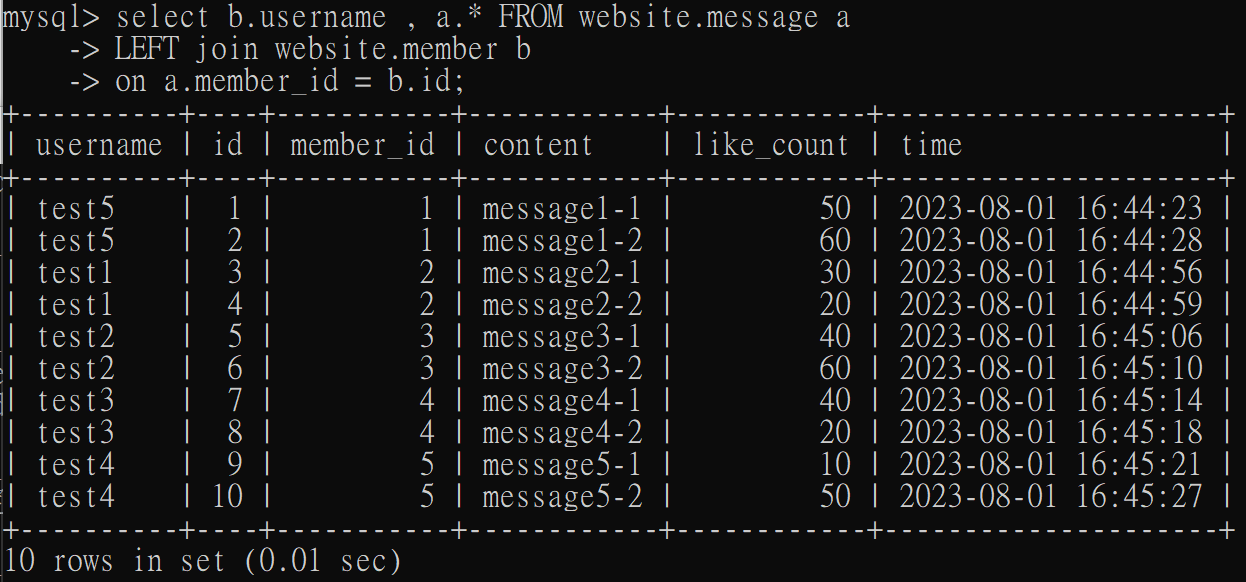 mysql> select b.username , a.* FROM website.message a
    -> LEFT join website.member b
    -> on a.member_id = b.id;
+----------+----+-----------+------------+------------+---------------------+
| username | id | member_id | content    | like_count | time                |
+----------+----+-----------+------------+------------+---------------------+
| test5    |  1 |         1 | message1-1 |         50 | 2023-08-01 16:44:23 |
| test5    |  2 |         1 | message1-2 |         60 | 2023-08-01 16:44:28 |
| test1    |  3 |         2 | message2-1 |         30 | 2023-08-01 16:44:56 |
| test1    |  4 |         2 | message2-2 |         20 | 2023-08-01 16:44:59 |
| test2    |  5 |         3 | message3-1 |         40 | 2023-08-01 16:45:06 |
| test2    |  6 |         3 | message3-2 |         60 | 2023-08-01 16:45:10 |
| test3    |  7 |         4 | message4-1 |         40 | 2023-08-01 16:45:14 |
| test3    |  8 |         4 | message4-2 |         20 | 2023-08-01 16:45:18 |
| test4    |  9 |         5 | message5-1 |         10 | 2023-08-01 16:45:21 |
| test4    | 10 |         5 | message5-2 |         50 | 2023-08-01 16:45:27 |
+----------+----+-----------+------------+------------+---------------------+
10 rows in set (0.01 sec)